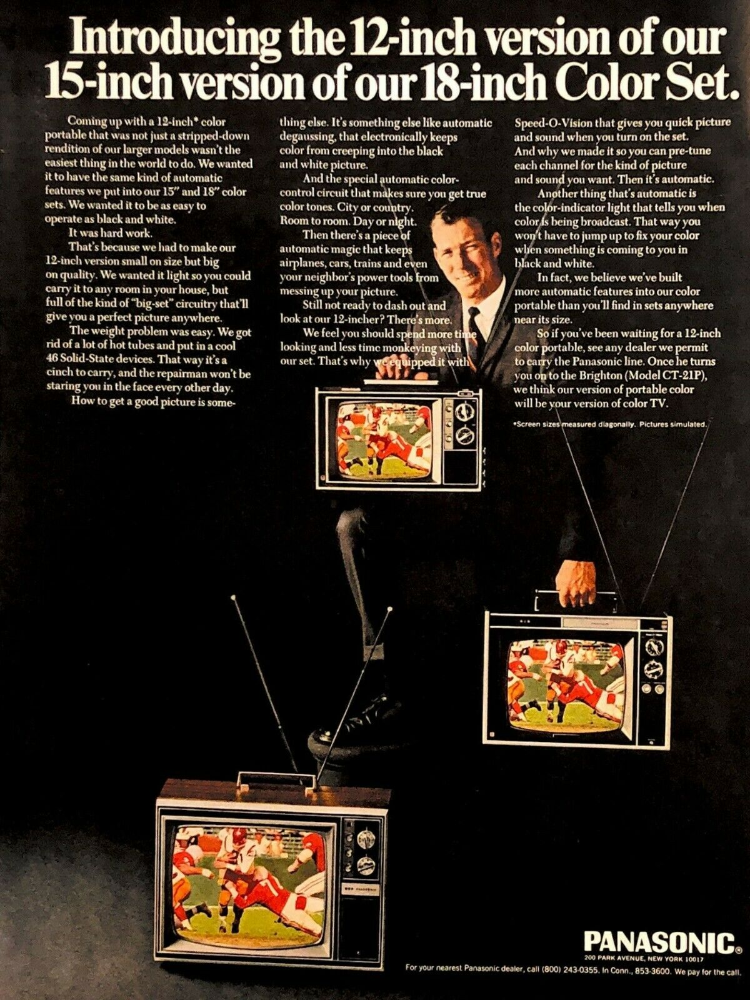 Introducing the 12-inch version of our
15-inch version of our 18-inch Color Set.
Coming up with a 12-inch* color
portable that was not just a stripped-down
rendition of our larger models wasn't the
easiest thing in the world to do. We wanted
it to have the same kind of automatic
features we put into our 15" and 18" color
sets. We wanted it to be as easy to
operate as black and white.
It was hard work.
That's because we had to make our
12-inch version small on size but big
on quality. We wanted it light so you could
carry it to any room in your house, but
full of the kind of "big-set" circuitry that'll
give you a perfect picture anywhere.
The weight problem was easy. We got
rid of a lot of hot tubes and put in a cool
46 Solid-State devices. That way it's a
cinch to carry, and the repairman won't be
staring you in the face every other day.
How to get a good picture is some-
thing else. It's something else like automatic
degaussing, that electronically keeps
color from creeping into the black
and white picture.
And the special automatic color-
control circuit that makes sure you get true
color tones. City or country.
Room to room. Day or night.
Then there's a piece of
automatic magic that keeps
airplanes, cars, trains and even
your neighbor's power tools from
messing up your picture.
Still not ready to dash out and
look at our 12-incher? There's more.
We feel you should spend more time
looking and less time monkeying with
our set. That's why we equipped it with
Speed-O-Vision that gives you quick picture
and sound when you turn on the set.
And why we made it so you can pre-tune
each channel for the kind of picture
and sound you want. Then it's automatic.
Another thing that's automatic is
the color-indicator light that tells you when
color is being broadcast. That way you
won't have to jump up to fix your color
when something is coming to you in
black and white.
In fact, we believe we've built
more automatic features into our color
portable than you'll find in sets anywhere
near its size.
So if you've been waiting for a 12-inch
color portable, see any dealer we permit
to carry the Panasonic line. Once he turns
you on to the Brighton (Model CT-21P),
we think our version of portable color
will be your version of color TV.
*Screen sizes measured diagonally. Pictures simulated.
PANASONIC
PANASONIC®
200 PARK AVENUE, NEW YORK 10017
For your nearest Panasonic dealer, call (800) 243-0355. In Conn., 853-3600. We pay for the call.